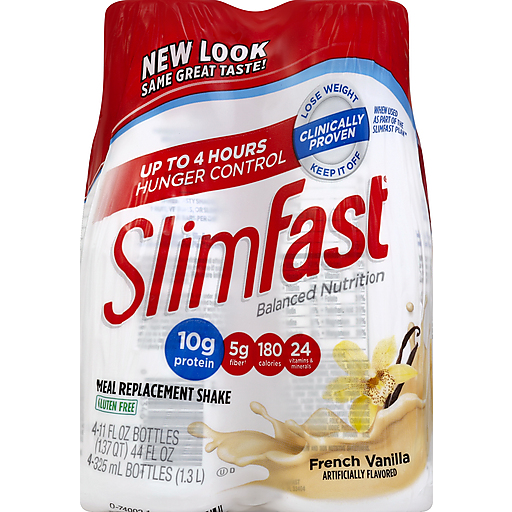 NEW LOOK
SAME GREAT TASTE!
LOSE WEIGHT
CLINICALLY
PROVEN
KEEP IT OFF
WHEN USED
AS PART OF THE
SLIMFAST PLAN
UP TO 4 HOURS
HUNGER CONTROL
SlimFast
Balanced Nutrition
10g
protein
5g
fiber†
180
calories
24
vitamins &
minerals
MEAL REPLACEMENT SHAKE
GLUTEN FREE
4-11 FL OZ BOTTLES
(1.37 QT) 44 FL OZ
4-325 mL BOTTLES (1.3 L)
U D
French Vanilla
ARTIFICIALLY FLAVORED